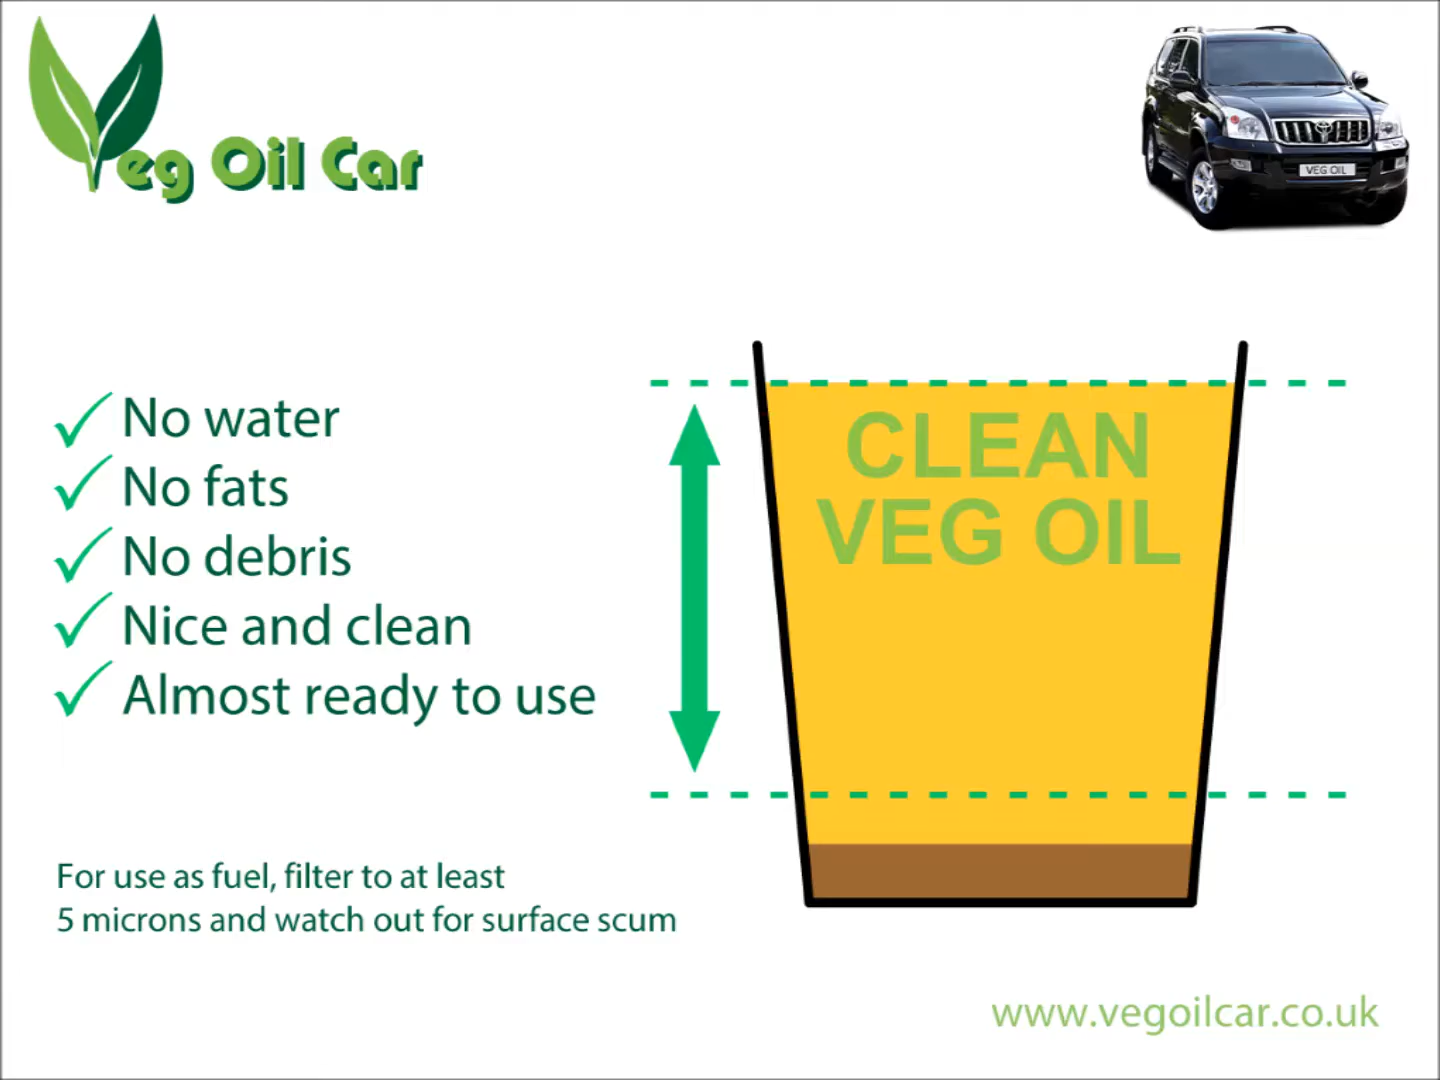 Veg Oil Car
VEG OIL
No water
No fats
No debris
Nice and clean
Almost ready to use
CLEAN
VEG OIL
For use as fuel, filter to at least
5 microns and watch out for surface scum
www.vegoilcar.co.uk